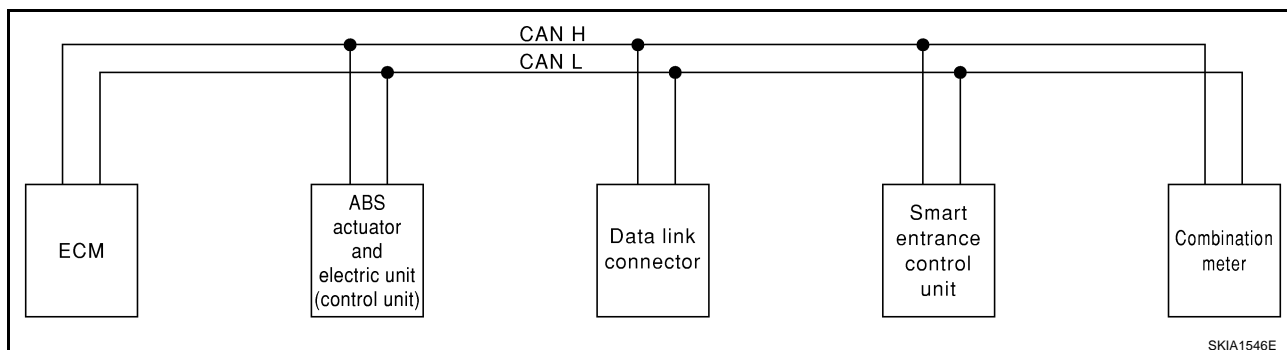 CAN H
CAN L
ECM
ABS
actuator
and
electric unit
(control unit)
Data link
connector
Smart
entrance
control
unit
Combination
meter
SKIA1546E